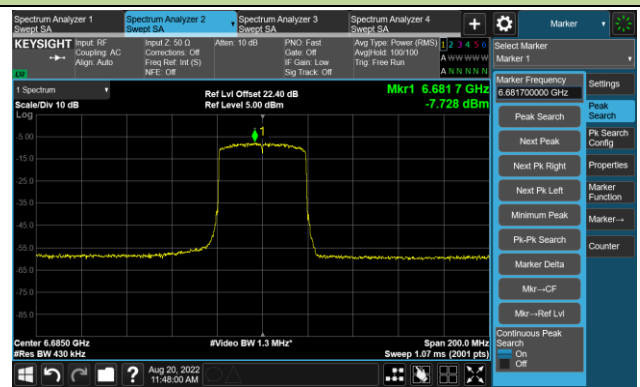 Spectrum Analyzer 1
Swept SA
Spectrum Analyzer 2
Swept SA
Spectrum Analyzer 3
Swept SA
Spectrum Analyzer 4
Swept SA
+
Marker
KEYSIGHT
Input: RF
Coupling: AC
Align: Auto
Input Z: 50 Ω
Corrections: Off
Freq Ref: Int (S)
NFE: Off
Atten: 10 dB
PNO: Fast
Gate: Off
IF Gain: Low
Sig Track: Off
Avg Type: Power (RMS)
Avg|Hold: 100/100
Trig: Free Run
1 2 3 4 5 6
A W W W W W
A N N N N N
LW
1 Spectrum
Scale/Div 10 dB
Log
Ref Lvl Offset 22.40 dB
Ref Level 5.00 dBm
Mkr1 6.681 7 GHz
-7.728 dBm
1
-5.00
-15.0
-25.0
-35.0
-45.0
-55.0
-65.0
-75.0
-85.0
Center 6.6850 GHz
#Res BW 430 kHz
#Video BW 1.3 MHz*
Span 200.0 MHz
Sweep 1.07 ms (2001 pts)
Select Marker
Marker 1
Marker Frequency
6.681700000 GHz
Peak Search
Next Peak
Next Pk Right
Next Pk Left
Minimum Peak
Pk-Pk Search
Marker Delta
Mkr→CF
Mkr→Ref Lvl
Continuous Peak
Search
On
Off
Settings
Peak
Search
Pk Search
Config
Properties
Marker
Function
Marker→
Counter
?
Aug 20, 2022
11:48:00 AM